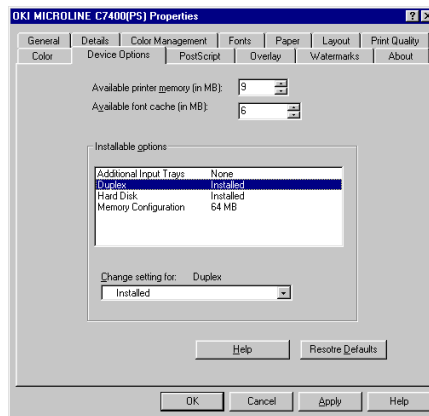 OKI MICROLINE C7400(PS) Properties
General Details Color Management Fonts Paper Layout Print Quality
Color Device Options PostScript Overlay Watermarks About
Available printer memory (in MB): 9
Available font cache (in MB): 6
Installable options
Additional Input Trays None
Duplex Installed
Hard Disk Installed
Memory Configuration 64 MB
Change setting for: Duplex
Installed
Help Resotre Defaults
OK Cancel Apply Help